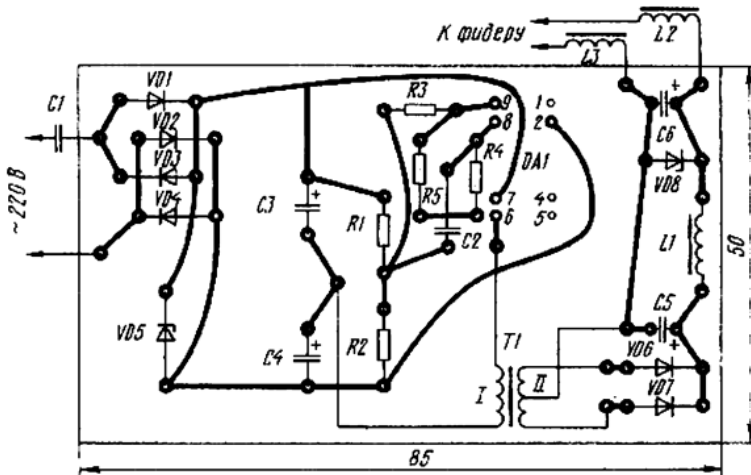 К фидеру
L2
L3
C1
VD1
VD2
VD3
VD4
~220 В
R3
9
1
8
2
DA1
R4
R5
C3
+
R1
C2
7
4
6
5
C6
+
VD8
L1
50
VD5
C4
+
R2
T1
I
II
C5
+
VD6
VD7
85